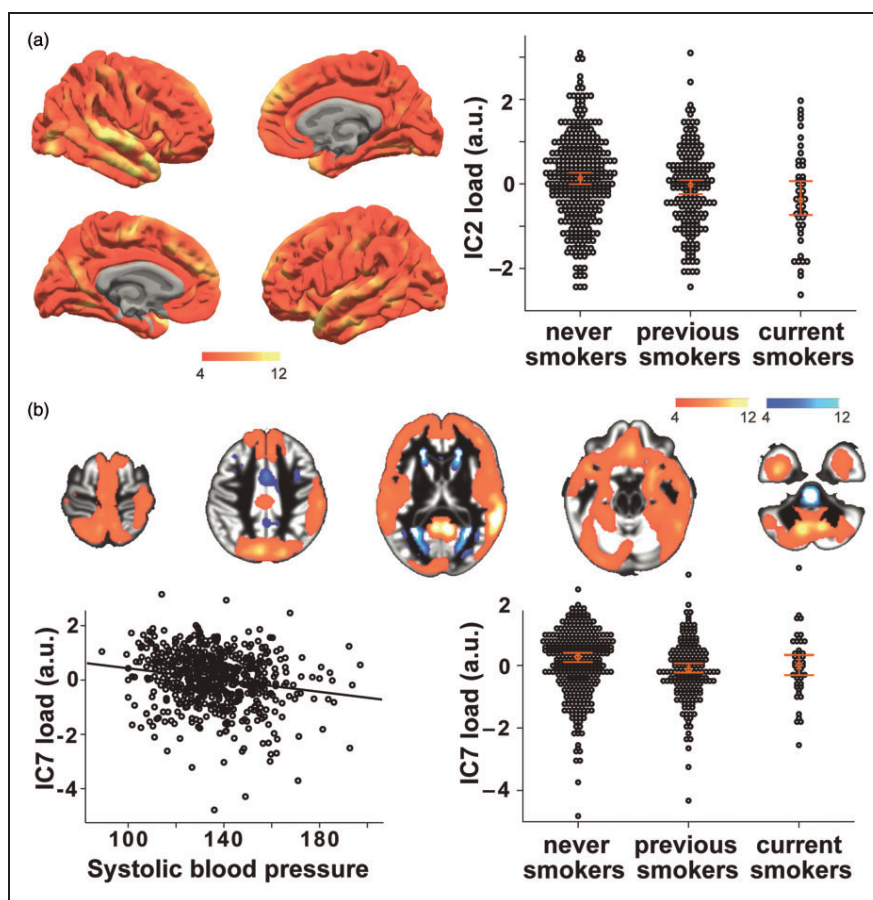 (a)
IC2 load (a.u.)
2
0
−2
never smokers
previous smokers
current smokers
4 12
(b)
4 12 4 12
IC7 load (a.u.)
2
0
-2
-4
100 140 180
Systolic blood pressure
IC7 load (a.u.)
2
0
−2
−4
never smokers
previous smokers
current smokers